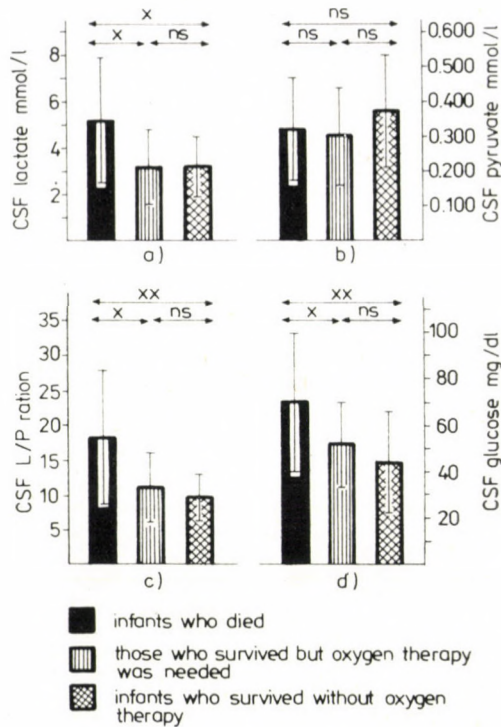 x
x
ns
CSF lactate mmol/l
8
6
4
2
a)
ns
ns
ns
0.600
0.500
0.400
0.300
0.200
0.100
CSF pyruvate mmol/l
b)
xx
x
ns
CSF L/P ration
35
30
25
20
15
10
5
c)
xx
x
ns
100
80
60
40
20
CSF glucose mg/dl
d)
infants who died
those who survived but oxygen therapy
was needed
infants who survived without oxygen
therapy